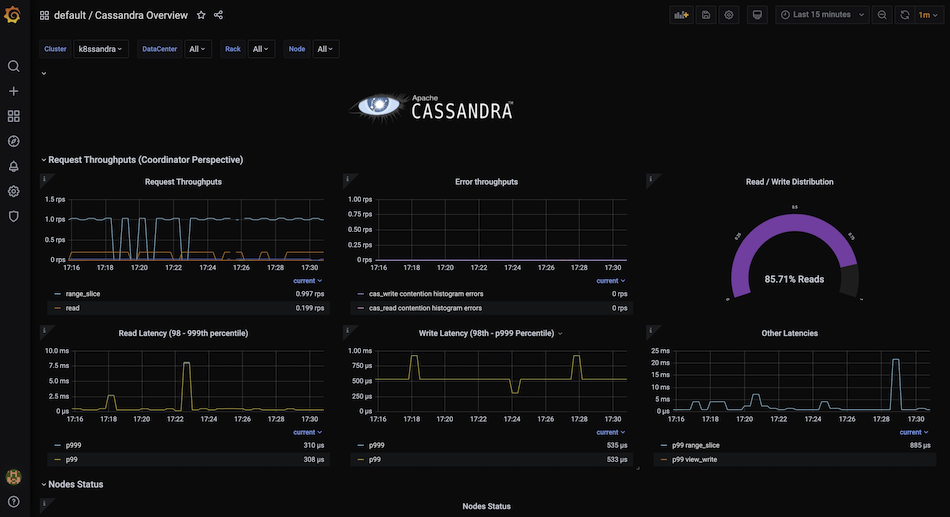 default / Cassandra Overview
Last 15 minutes
1m
Cluster k8ssandra DataCenter All Rack All Node All
Apache
CASSANDRA™
Request Throughputs (Coordinator Perspective)
Request Throughputs
1.5 rps
1.0 rps
0.5 rps
0 rps
17:16 17:18 17:20 17:22 17:24 17:26 17:28 17:30
current
range_slice 0.997 rps
read 0.199 rps
Error throughputs
1.00 rps
0.75 rps
0.50 rps
0.25 rps
0 rps
17:16 17:18 17:20 17:22 17:24 17:26 17:28 17:30
current
cas_write contention histogram errors 0 rps
cas_read contention histogram errors 0 rps
Read / Write Distribution
0.5
0.25
0.75
0
1
85.71% Reads
Read Latency (98 - 999th percentile)
10.0 ms
7.5 ms
5.0 ms
2.5 ms
0 µs
17:16 17:18 17:20 17:22 17:24 17:26 17:28 17:30
current
p999 310 µs
p99 308 µs
Write Latency (98th - p999 Percentile)
1.00 ms
750 µs
500 µs
250 µs
0 µs
17:16 17:18 17:20 17:22 17:24 17:26 17:28 17:30
current
p999 535 µs
p99 533 µs
Other Latencies
25 ms
20 ms
15 ms
10 ms
5 ms
0 µs
17:16 17:18 17:20 17:22 17:24 17:26 17:28 17:30
current
p99 range_slice 885 µs
p99 view_write
Nodes Status
Nodes Status